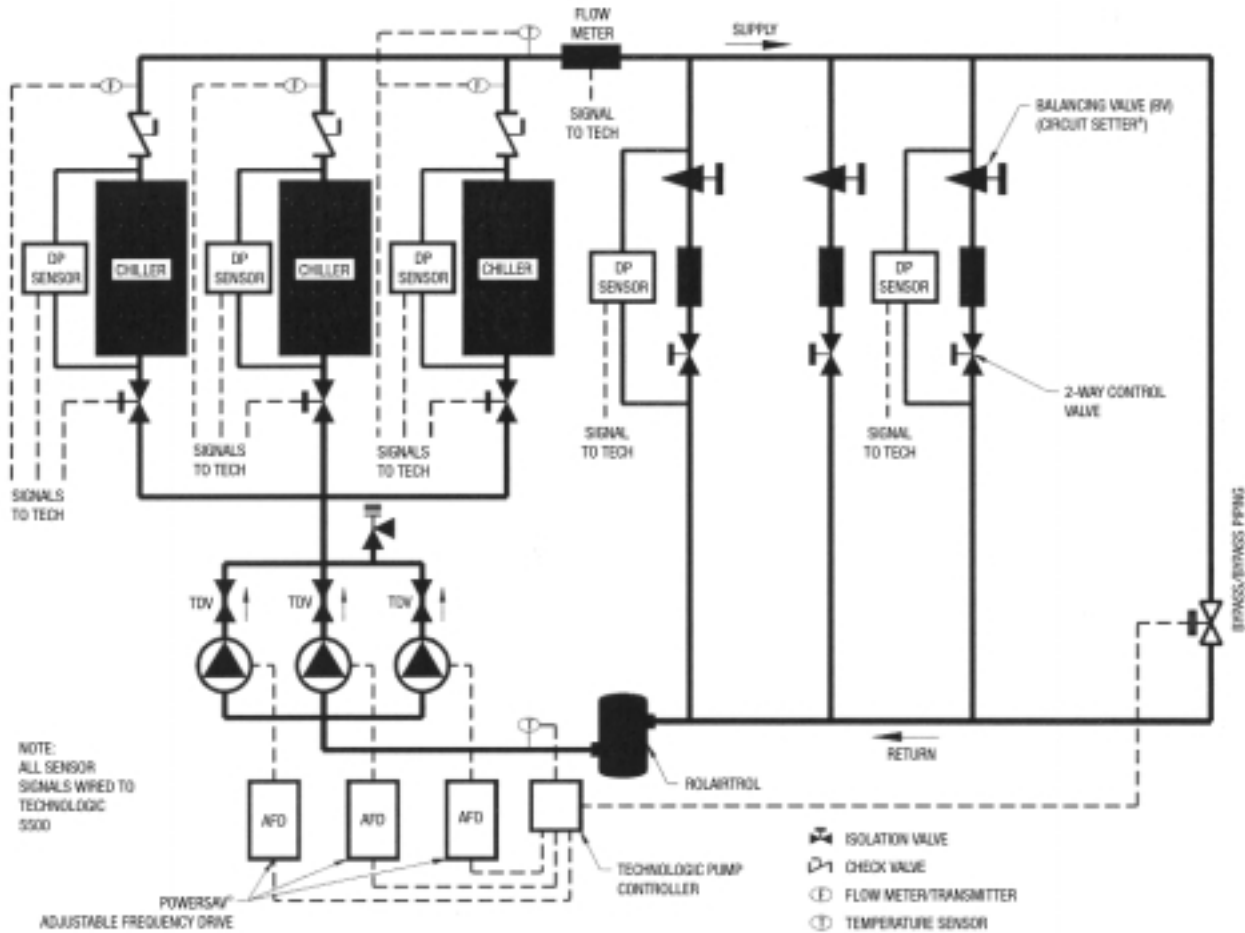 FLOW
METER
SUPPLY
T
F
F
F
SIGNAL
TO TECH
BALANCING VALVE (BV)
(CIRCUIT SETTER®)
DP
SENSOR
CHILLER
DP
SENSOR
CHILLER
DP
SENSOR
CHILLER
DP
SENSOR
DP
SENSOR
2-WAY CONTROL
VALVE
SIGNALS
TO TECH
SIGNALS
TO TECH
SIGNALS
TO TECH
SIGNAL
TO TECH
SIGNAL
TO TECH
BYPASS/BYPASS PIPING
TDV
TDV
TDV
T
RETURN
ROLAIRTROL
NOTE:
ALL SENSOR
SIGNALS WIRED TO
TECHNOLOGIC
5500
AFD
AFD
AFD
TECHNOLOGIC PUMP
CONTROLLER
POWERSAV
ADJUSTABLE FREQUENCY DRIVE
ISOLATION VALVE
CHECK VALVE
F FLOW METER/TRANSMITTER
T TEMPERATURE SENSOR